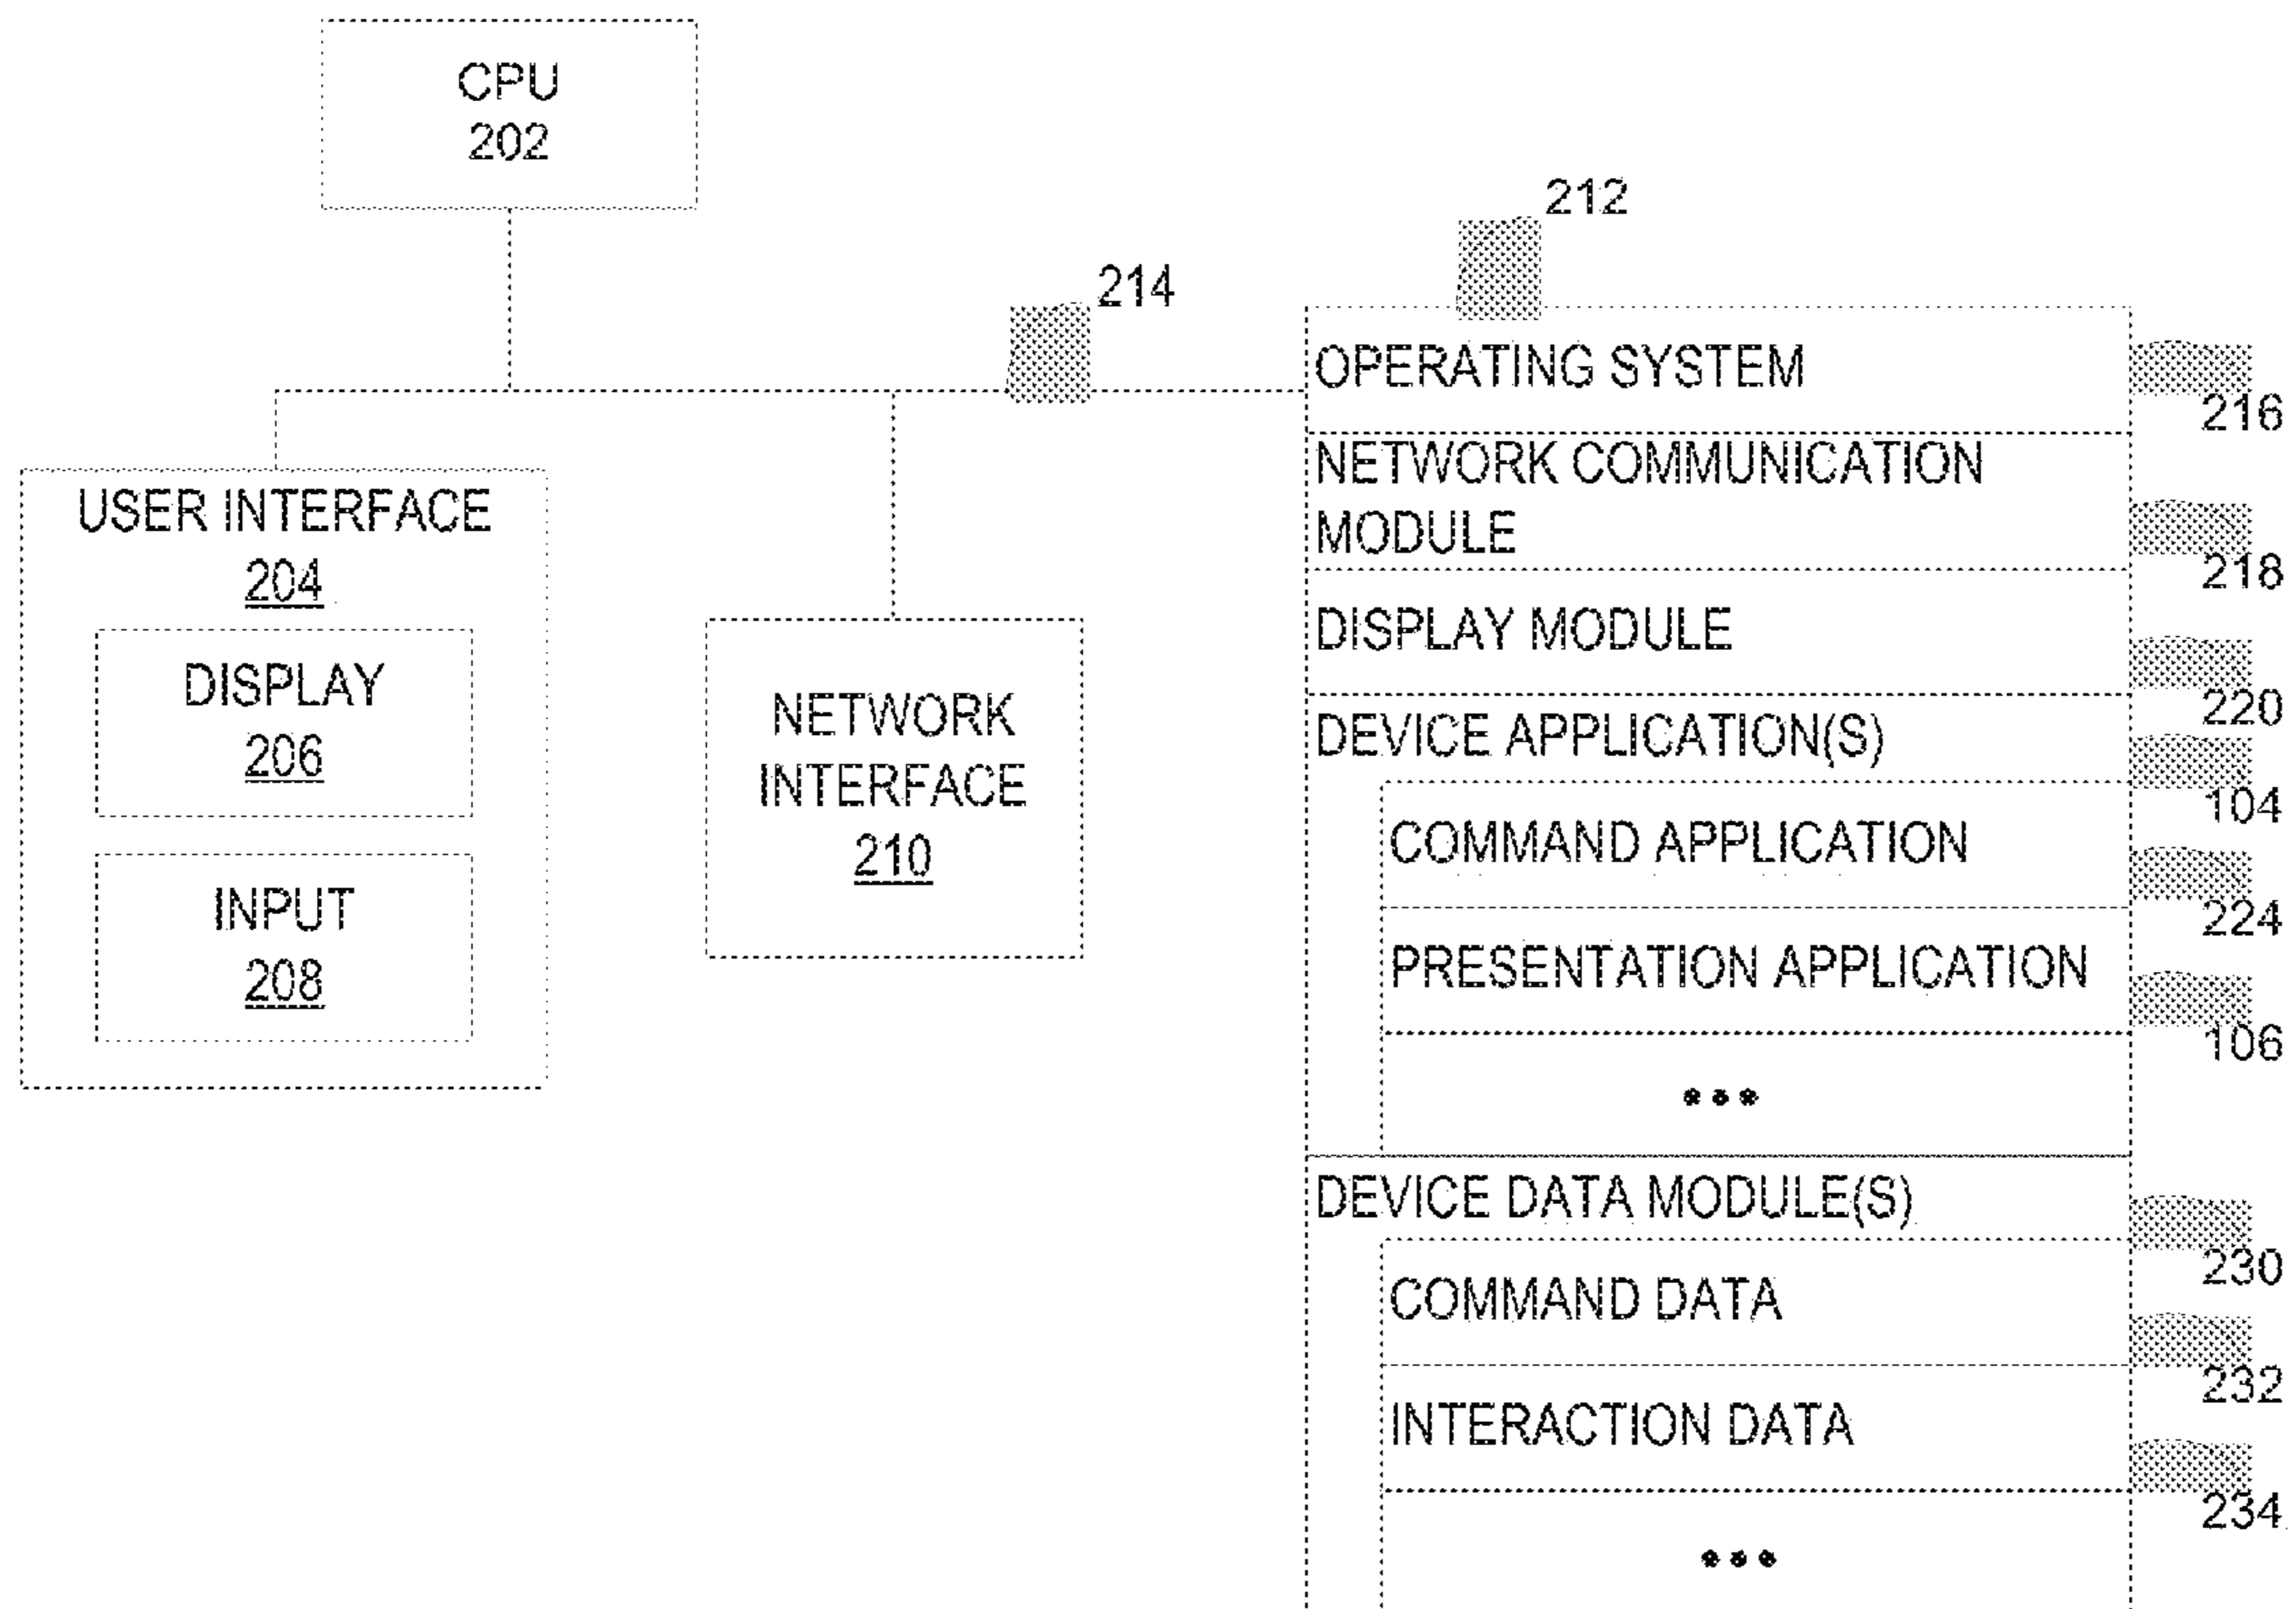 CPU
202
212
214
USER INTERFACE
204
DISPLAY
206
INPUT
208
NETWORK
INTERFACE
210
OPERATING SYSTEM
216
NETWORK COMMUNICATION
MODULE
218
DISPLAY MODULE
220
DEVICE APPLICATION(S)
104
COMMAND APPLICATION
224
PRESENTATION APPLICATION
106
•••
DEVICE DATA MODULE(S)
230
COMMAND DATA
232
INTERACTION DATA
234
•••